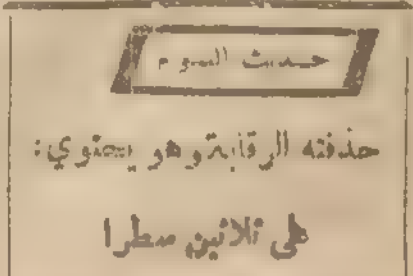 حديث اليوم
حذفته الرقابة وهو يحتوي:
على ثلاثين سطرا